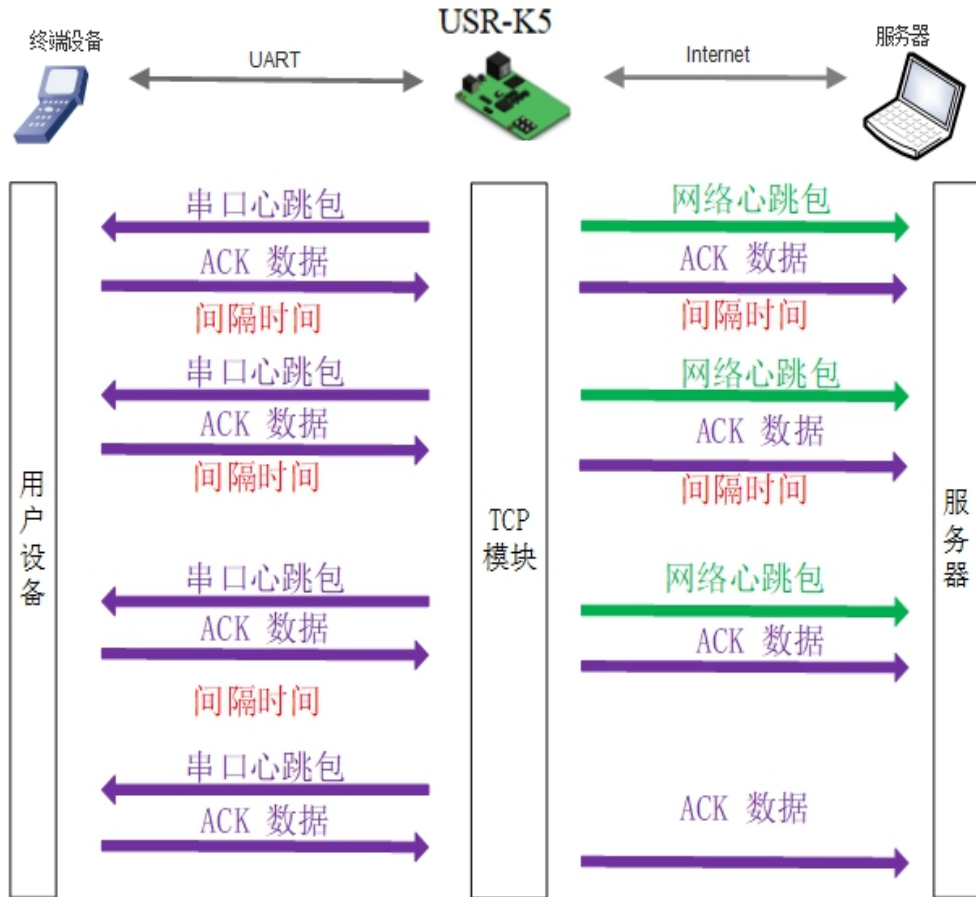 USR-K5
终端设备
UART
Internet
服务器
串口心跳包
网络心跳包
ACK 数据
ACK 数据
间隔时间
间隔时间
串口心跳包
网络心跳包
ACK 数据
ACK 数据
间隔时间
间隔时间
用户设备
TCP
模块
服务器
串口心跳包
网络心跳包
ACK 数据
ACK 数据
间隔时间
串口心跳包
ACK 数据
ACK 数据